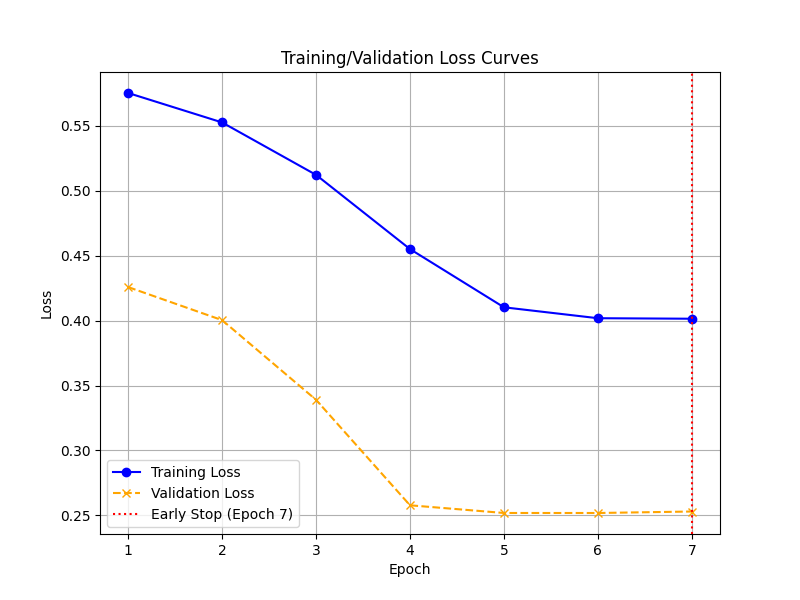 Training/Validation Loss Curves
Loss
0.55
0.50
0.45
0.40
0.35
0.30
0.25
Training Loss
Validation Loss
Early Stop (Epoch 7)
1 2 3 4 5 6 7
Epoch